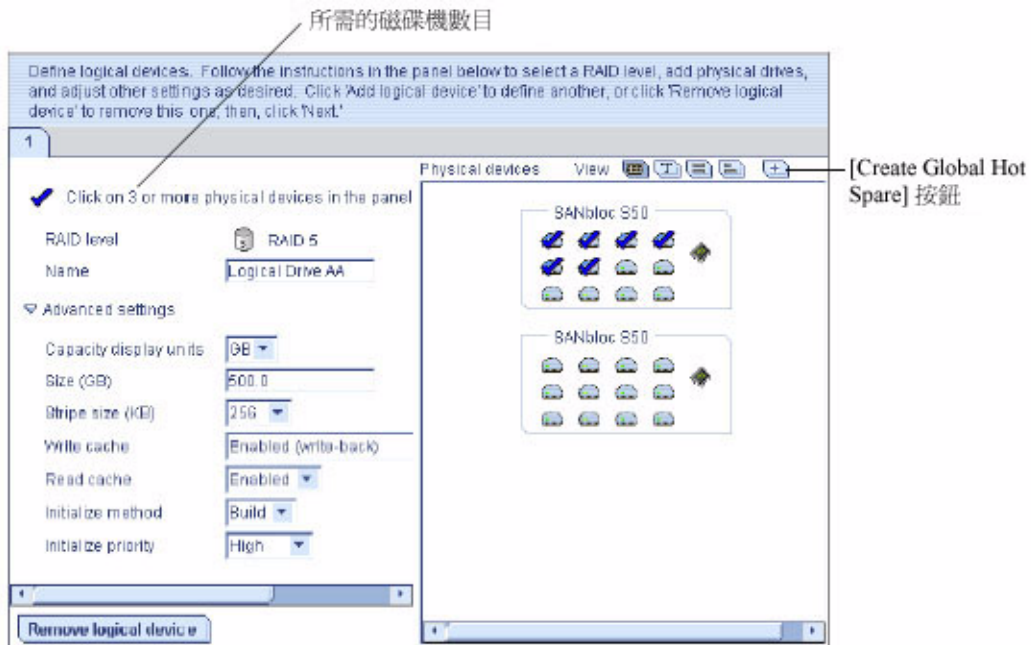 所需的磁碟機數目
Define logical devices. Follow the instructions in the panel below to select a RAID level, add physical drives,
and adjust other settings as desired. Click 'Add logical device' to define another, or click 'Remove logical
device' to remove this one; then, click 'Next.'
1
Physical devices View
[Create Global Hot
Spare] 按鈕
Click on 3 or more physical devices in the panel
RAID level RAID 5
Name Logical Drive AA
Advanced settings
Capacity display units GB
Size (GB) 500.0
Stripe size (KB) 256
Write cache Enabled (write-back)
Read cache Enabled
Initialize method Build
Initialize priority High
Remove logical device
SANbloc S50
SANbloc S50